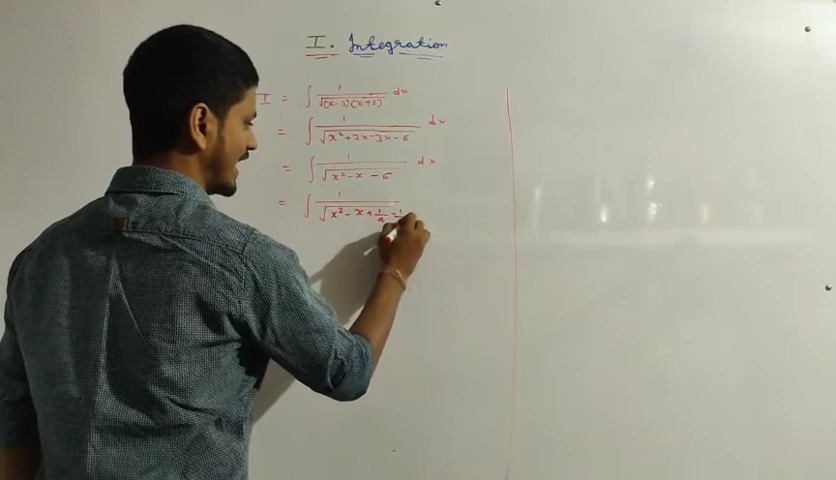 I. Integration
I = ∫ 1/√(x-3)(x+2) dx
= ∫ 1/√x²+2x-3x-6 dx
= ∫ 1/√x²-x-6 dx
= ∫ 1/√x²-x+1/4-1